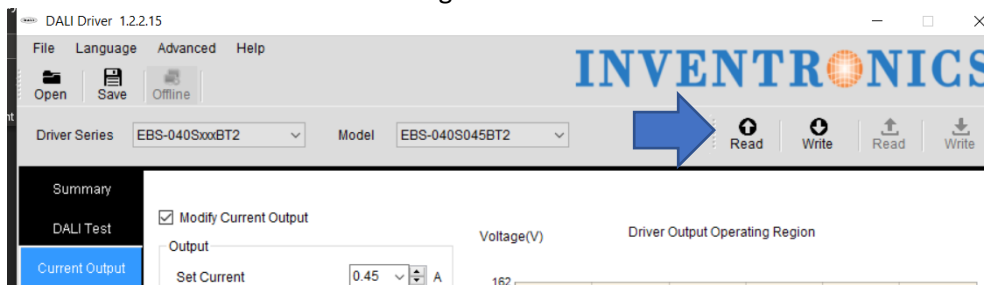 DALI Driver 1.2.2.15
File Language Advanced Help
INVENTRONICS
Open Save Offline
Driver Series EBS-040SxxxBT2 Model EBS-040S045BT2 Read Write Read Write
Summary
Modify Current Output
DALI Test
Output
Voltage(V) Driver Output Operating Region
Current Output
Set Current 0.45 A
162